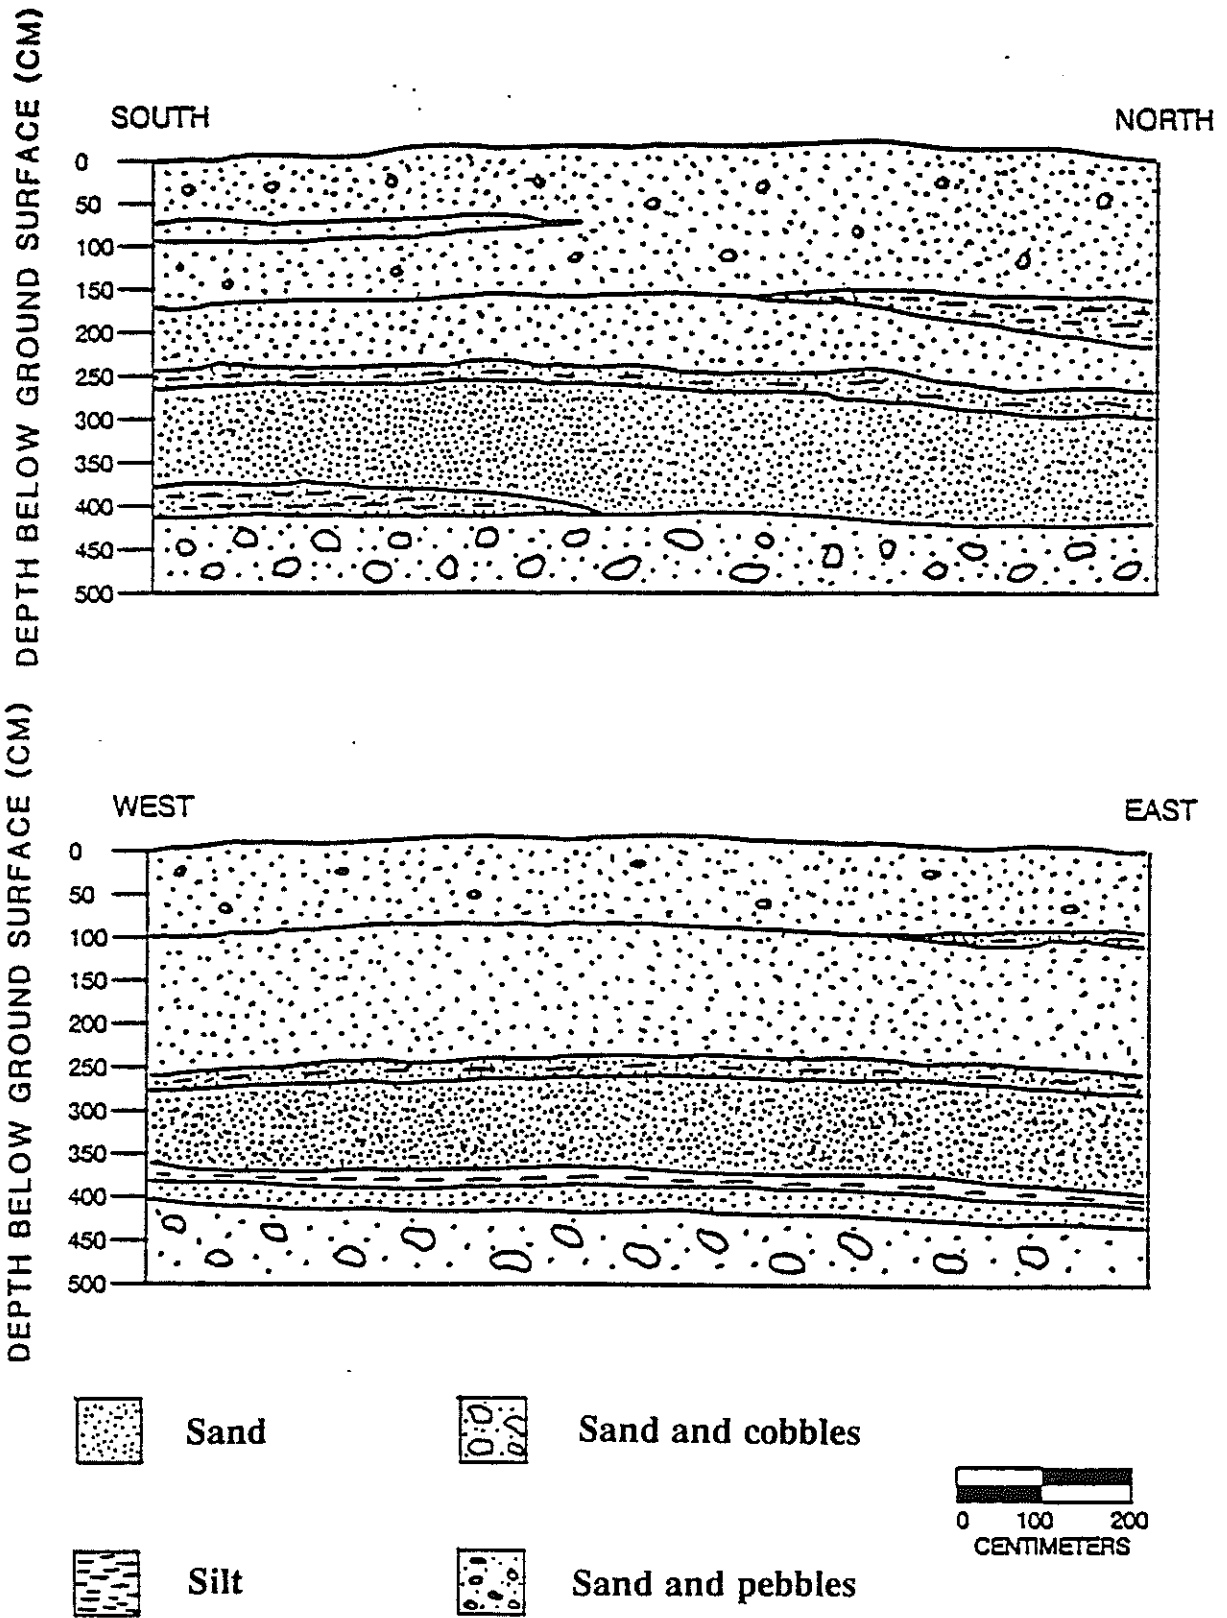 DEPTH BELOW GROUND SURFACE (CM)
SOUTH
NORTH
0
50
100
150
200
250
300
350
400
450
500
DEPTH BELOW GROUND SURFACE (CM)
WEST
EAST
0
50
100
150
200
250
300
350
400
450
500
Sand
Sand and cobbles
Silt
Sand and pebbles
0 100 200
CENTIMETERS